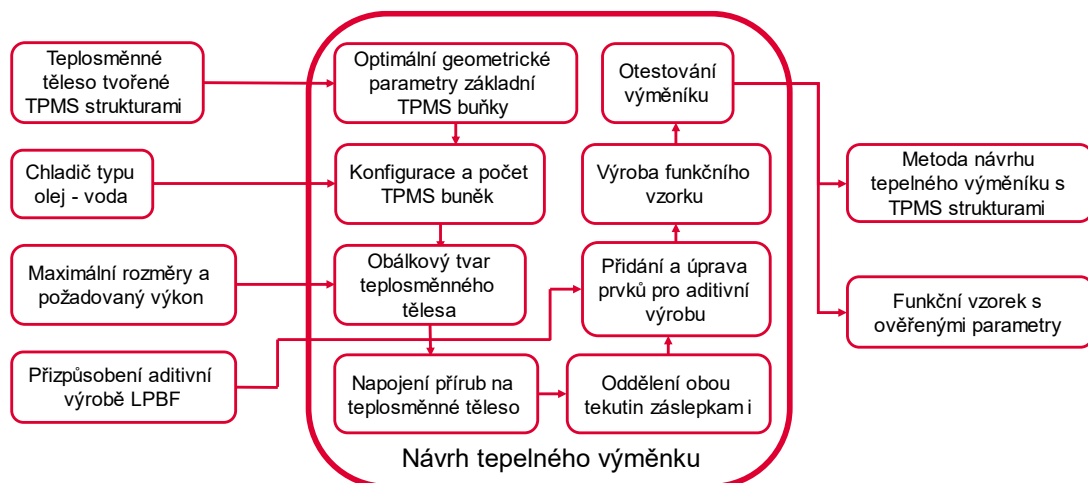 Teplosměnné
těleso tvořené
TPMS strukturami
Chladič typu
olej - voda
Maximální rozměry a
požadovaný výkon
Přizpůsobení aditivní
výrobě LPBF
Optimální geometrické
parametry základní
TPMS buňky
Konfigurace a počet
TPMS buněk
Obálkový tvar
teplosměnného
tělesa
Napojení přírub na
teplosměnné těleso
Oddělení obou
tekutin záslepkam i
Přidání a úprava
prvků pro aditivní
výrobu
Výroba funkčního
vzorku
Otestování
výměníku
Návrh tepelného výměnku
Metoda návrhu
tepelného výměníku s
TPMS strukturami
Funkční vzorek s
ověřenými parametry